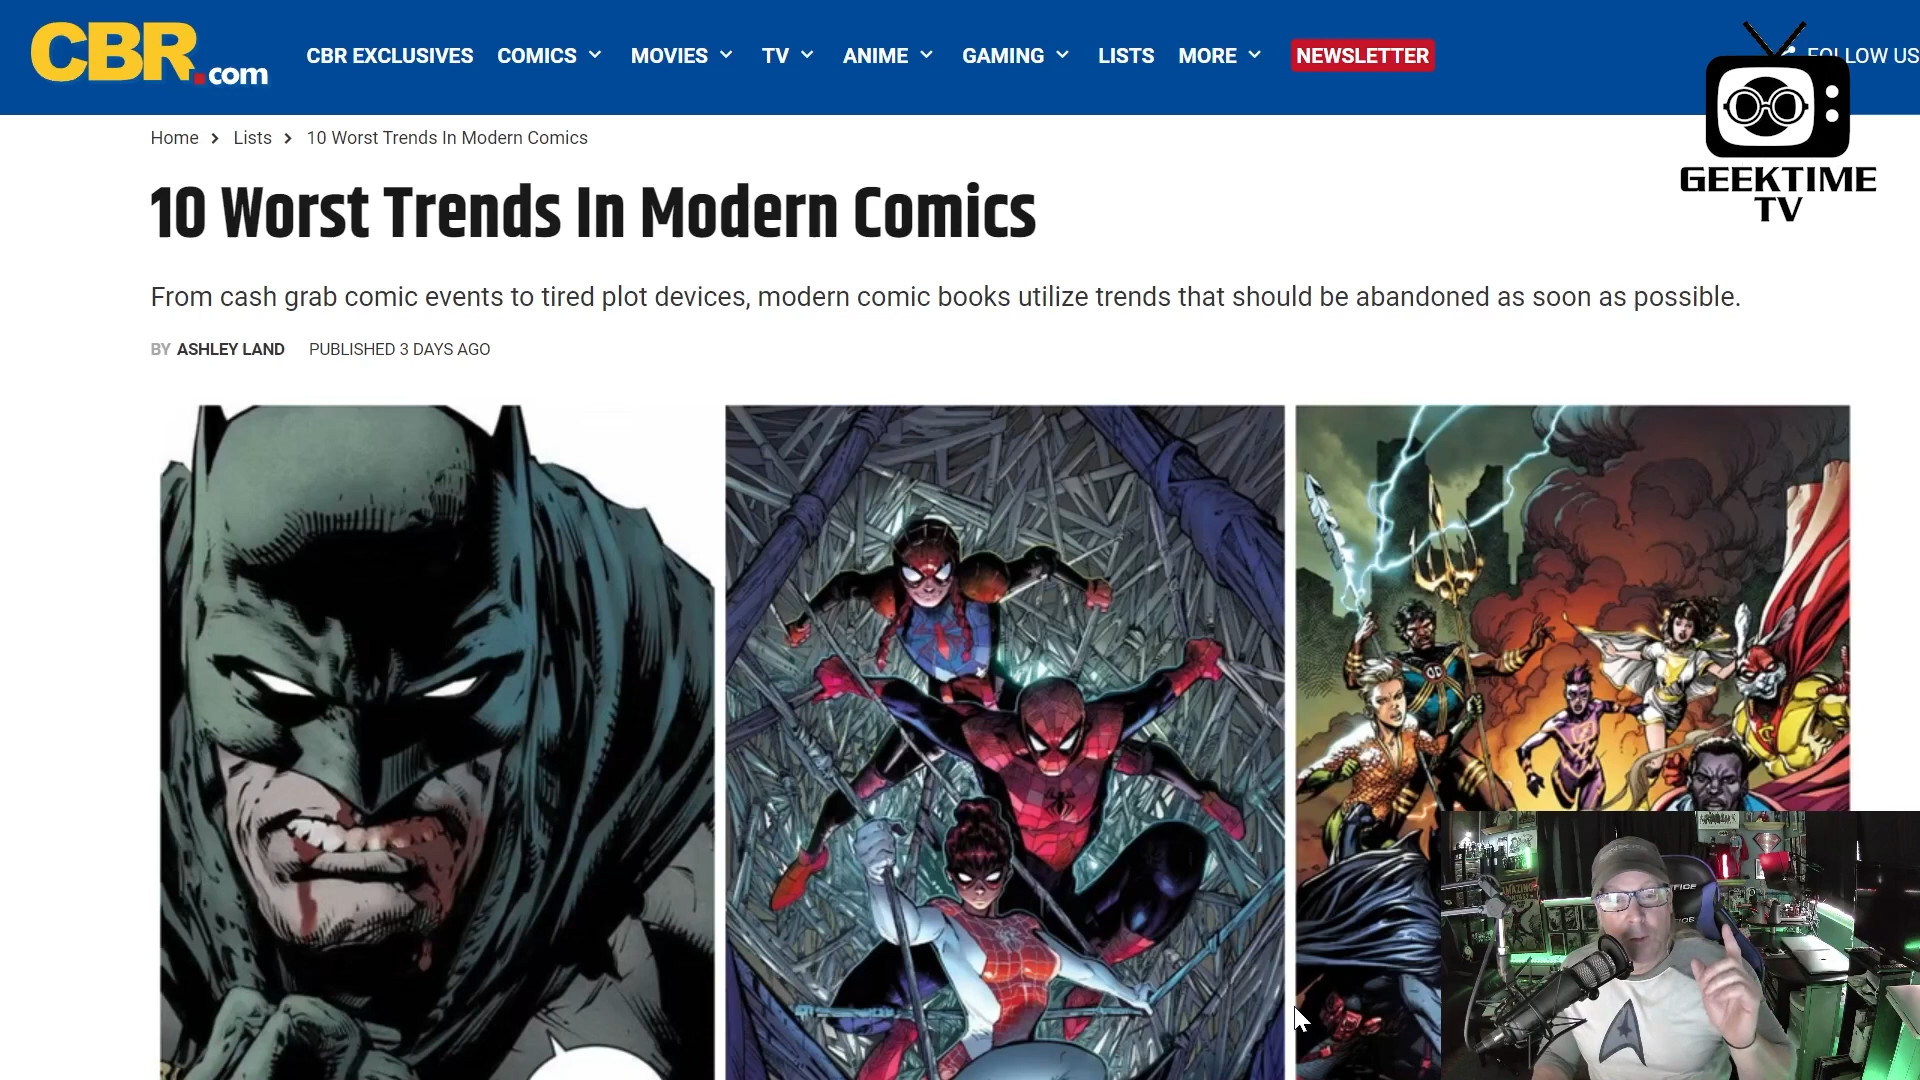 CBR.com
CBR EXCLUSIVES COMICS MOVIES TV ANIME GAMING LISTS MORE NEWSLETTER
FOLLOW US
GEEKTIME
TV
Home > Lists > 10 Worst Trends In Modern Comics
10 Worst Trends In Modern Comics
From cash grab comic events to tired plot devices, modern comic books utilize trends that should be abandoned as soon as possible.
BY ASHLEY LAND PUBLISHED 3 DAYS AGO
AMAZING